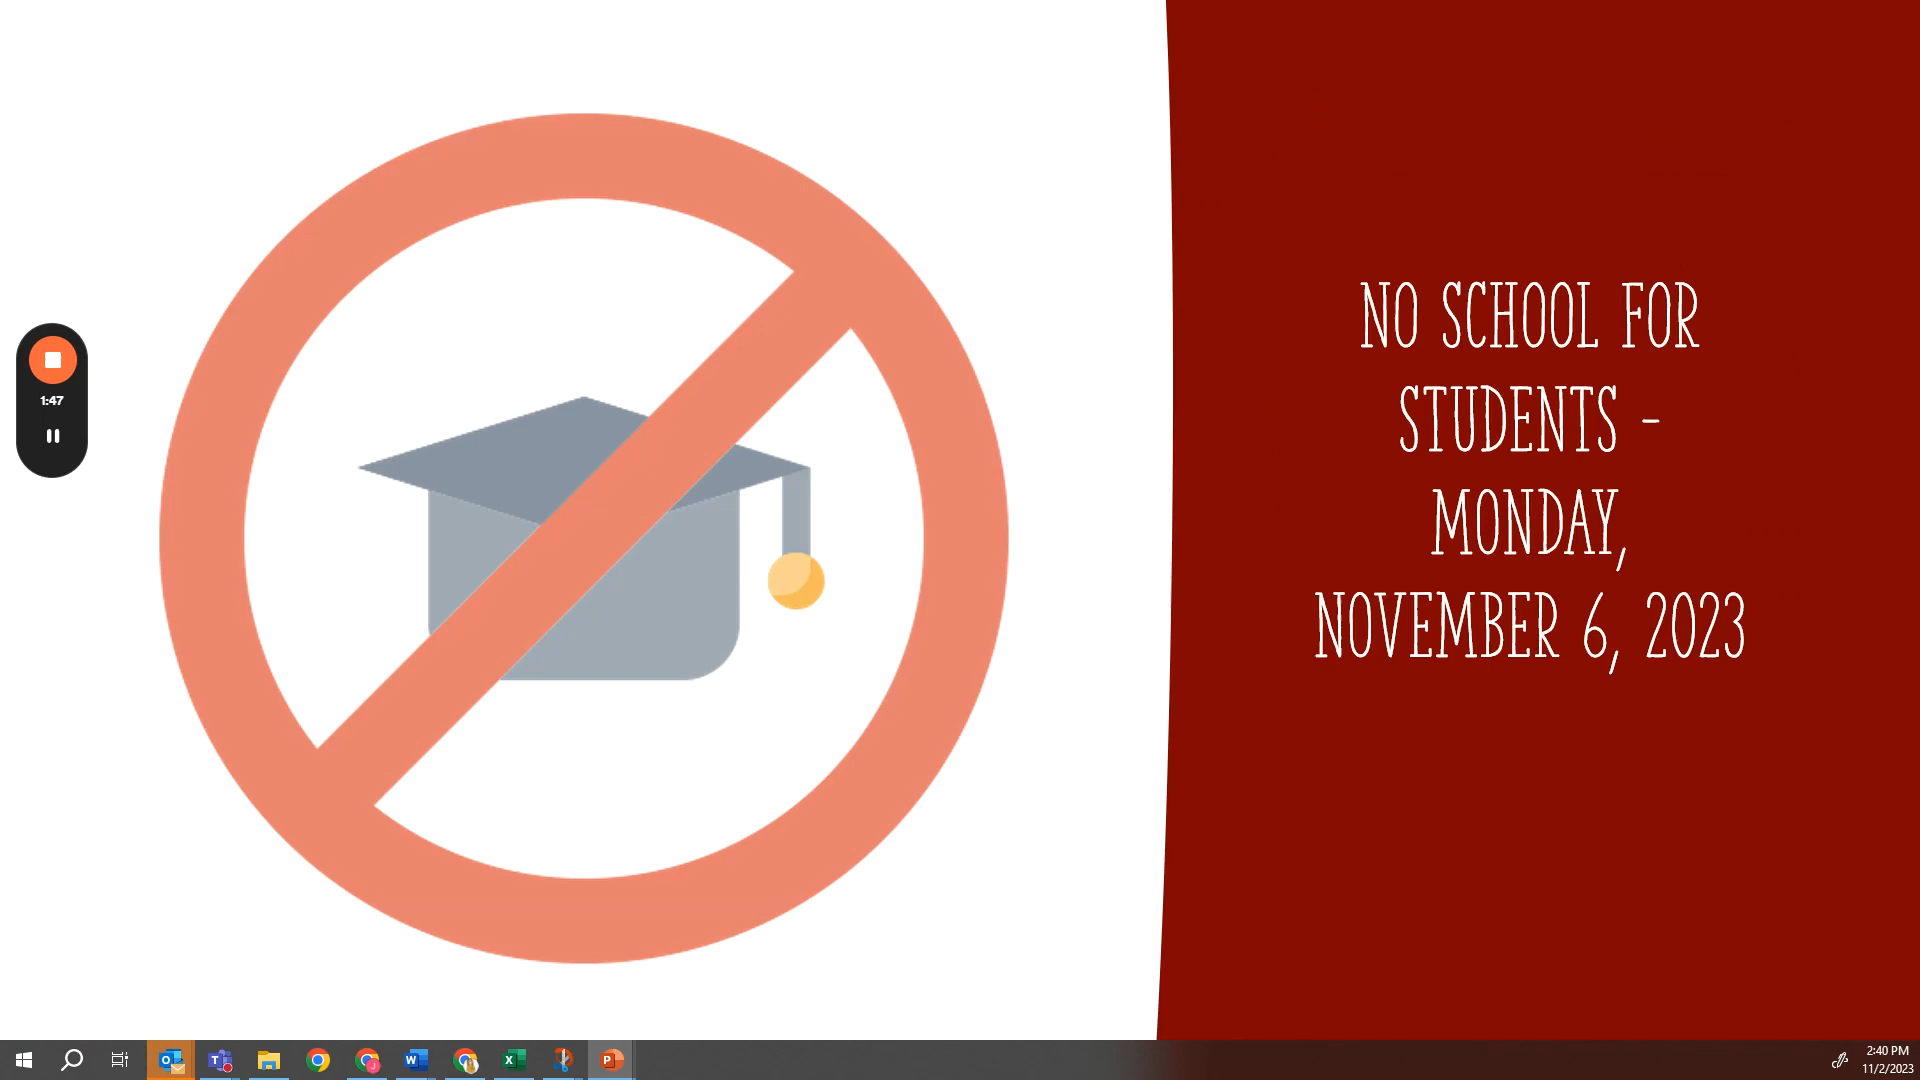 NO SCHOOL FOR
STUDENTS -
MONDAY,
NOVEMBER 6, 2023
1:47
2:40 PM
11/2/2023